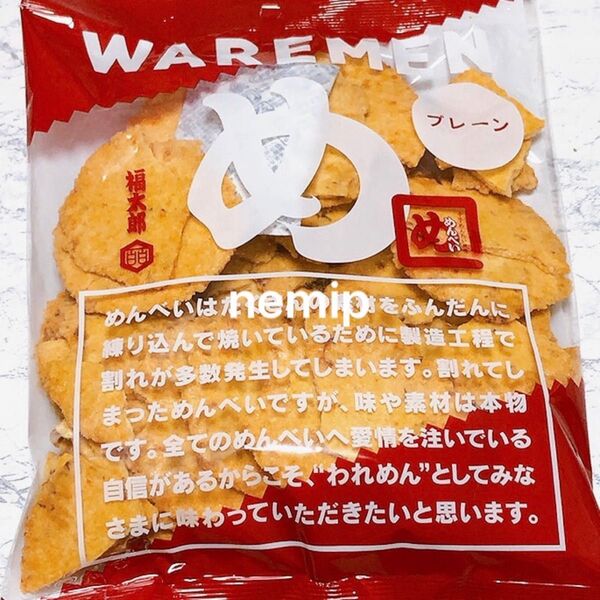 WAREMEN
め
プレーン
福太郎
めんべい
め
nemip
めんべいは をふんだんに
練り込んで焼いているために製造工程で
割れが多数発生してしまいます。割れてし
まっためんべいですが、味や素材は本物
です。全てのめんべいへ愛情を注いでいる
自信があるからこそ、“われめん”としてみな
さまに味わっていただきたいと思います。